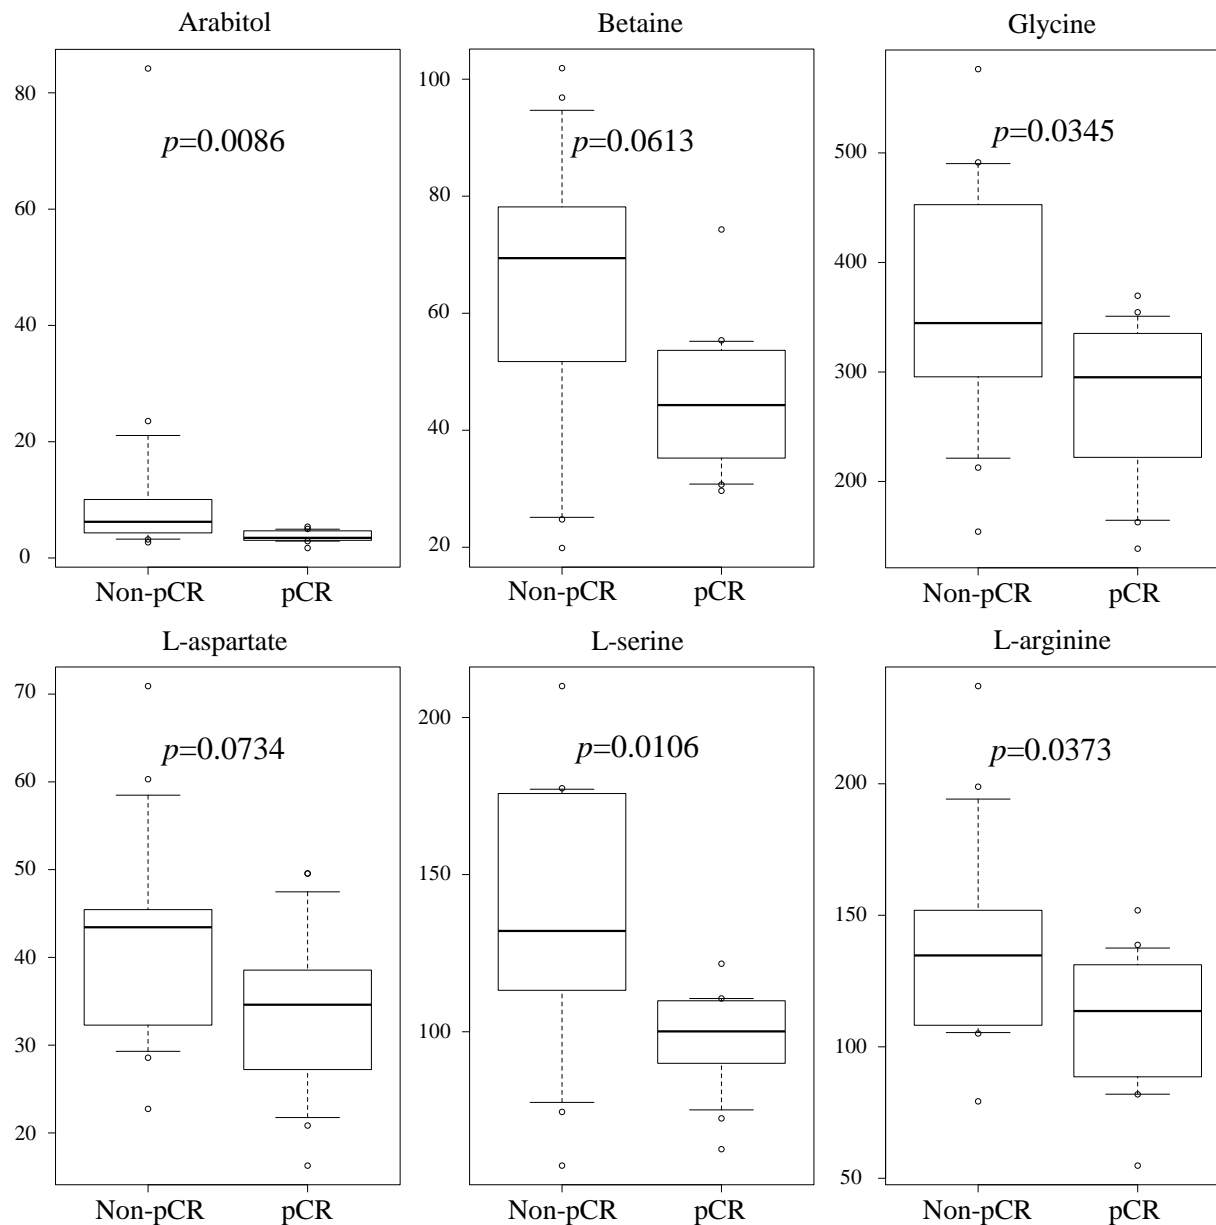 Arabitol
80
60
40
20
0
p=0.0086
Non-pCR pCR
Betaine
100
80
60
40
20
p=0.0613
Non-pCR pCR
Glycine
500
400
300
200
p=0.0345
Non-pCR pCR
L-aspartate
70
60
50
40
30
20
p=0.0734
Non-pCR pCR
L-serine
200
150
100
p=0.0106
Non-pCR pCR
L-arginine
200
150
100
50
p=0.0373
Non-pCR pCR